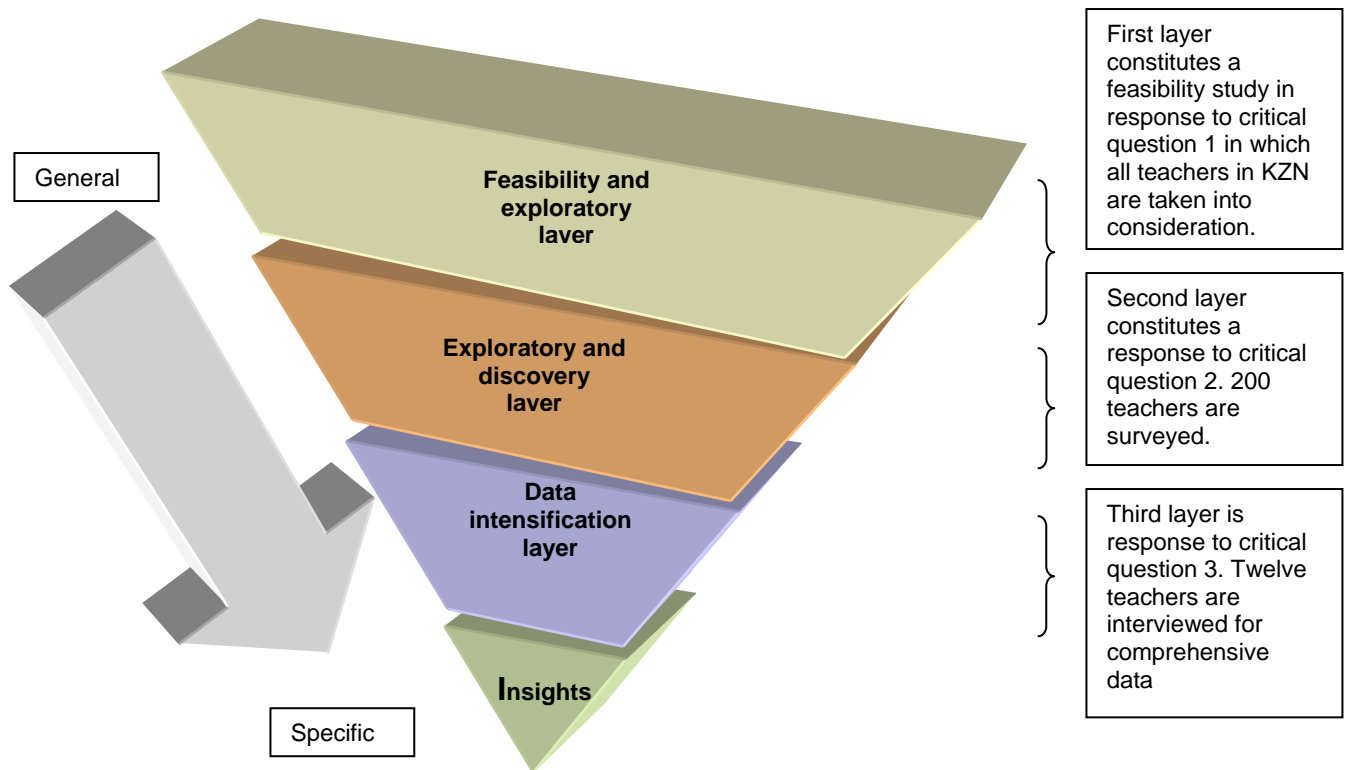 General
Feasibility and
exploratory
laver
Exploratory and
discovery
laver
Data
intensification
layer
Insights
Specific
First layer
constitutes a
feasibility study in
response to critical
question 1 in which
all teachers in KZN
are taken into
consideration.
Second layer
constitutes a
response to critical
question 2. 200
teachers are
surveyed.
Third layer is
response to critical
question 3. Twelve
teachers are
interviewed for
comprehensive
data